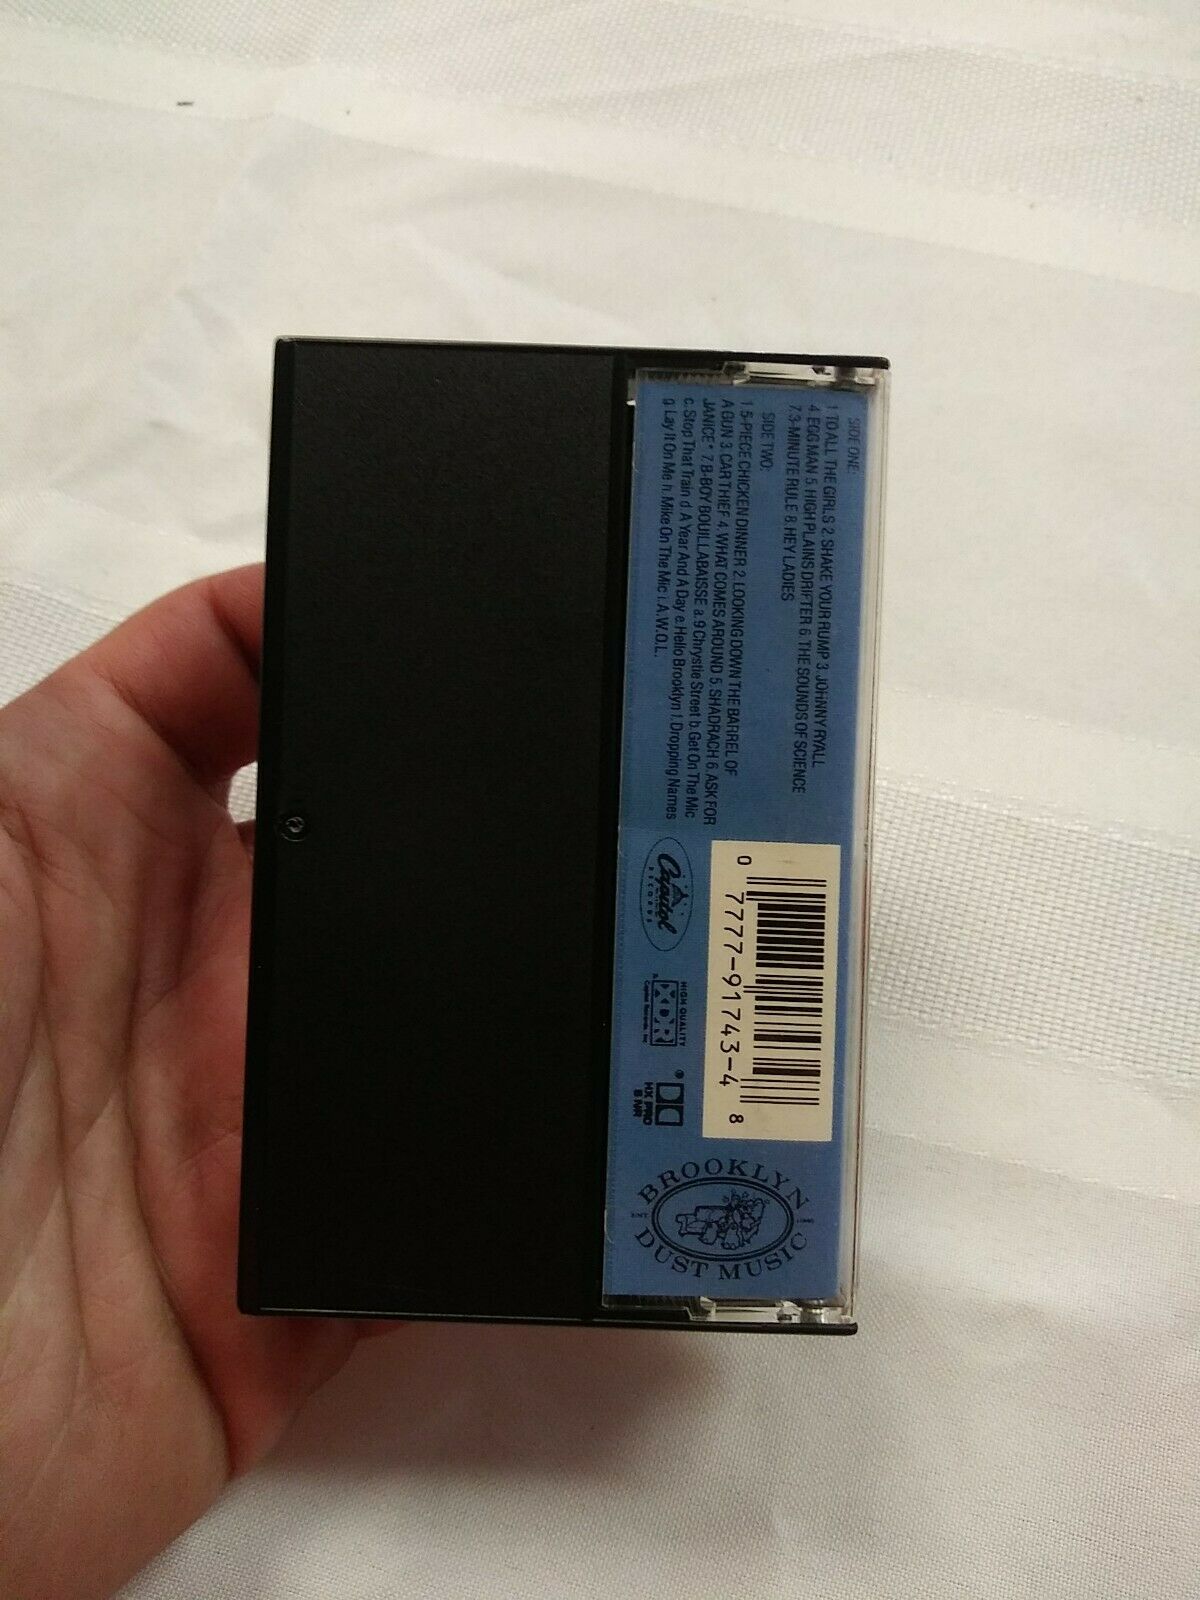 SIDE ONE:
1. TO ALL THE GIRLS 2. SHAKE YOUR RUMP 3. JOHNNY RYALL
4. EGG MAN 5. HIGH PLAINS DRIFTER 6. THE SOUNDS OF SCIENCE
7. 3-MINUTE RULE 8. HEY LADIES
SIDE TWO:
1. 5-PIECE CHICKEN DINNER 2. LOOKING DOWN THE BARREL OF
A GUN 3. CAR THIEF 4. WHAT COMES AROUND 5. SHADRACH 6. ASK FOR
JANICE* 7. B-BOY BOUILLABAISSE a. 9 Chrystie Street b. Get On The Mic
c. Stop That Train d. A Year And A Day e. Hello Brooklyn f. Dropping Names
g. Lay It On Me h. Mike On The Mic i. A.W.O.L.
0 7777-91743-4 8
Capitol
RECORDS
HIGH QUALITY
XDR
Capitol Records, Inc.
®
HX PRO
B NR
BROOKLYN
DUST MUSIC